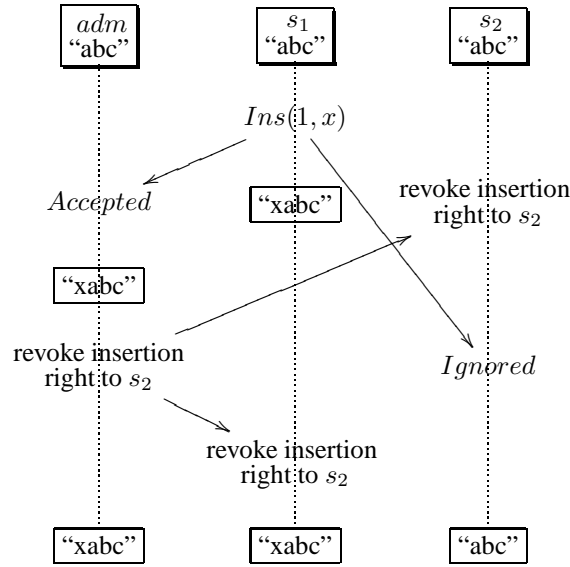 adm
“abc”
s1
“abc”
s2
“abc”
Ins(1, x)
Accepted
“xabc”
revoke insertion
right to s2
“xabc”
revoke insertion
right to s2
Ignored
revoke insertion
right to s2
“xabc”
“xabc”
“abc”